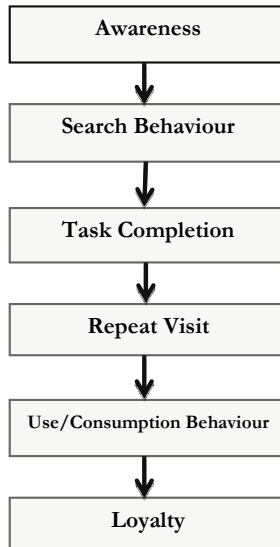 Awareness
Search Behaviour
Task Completion
Repeat Visit
Use/Consumption Behaviour
Loyalty